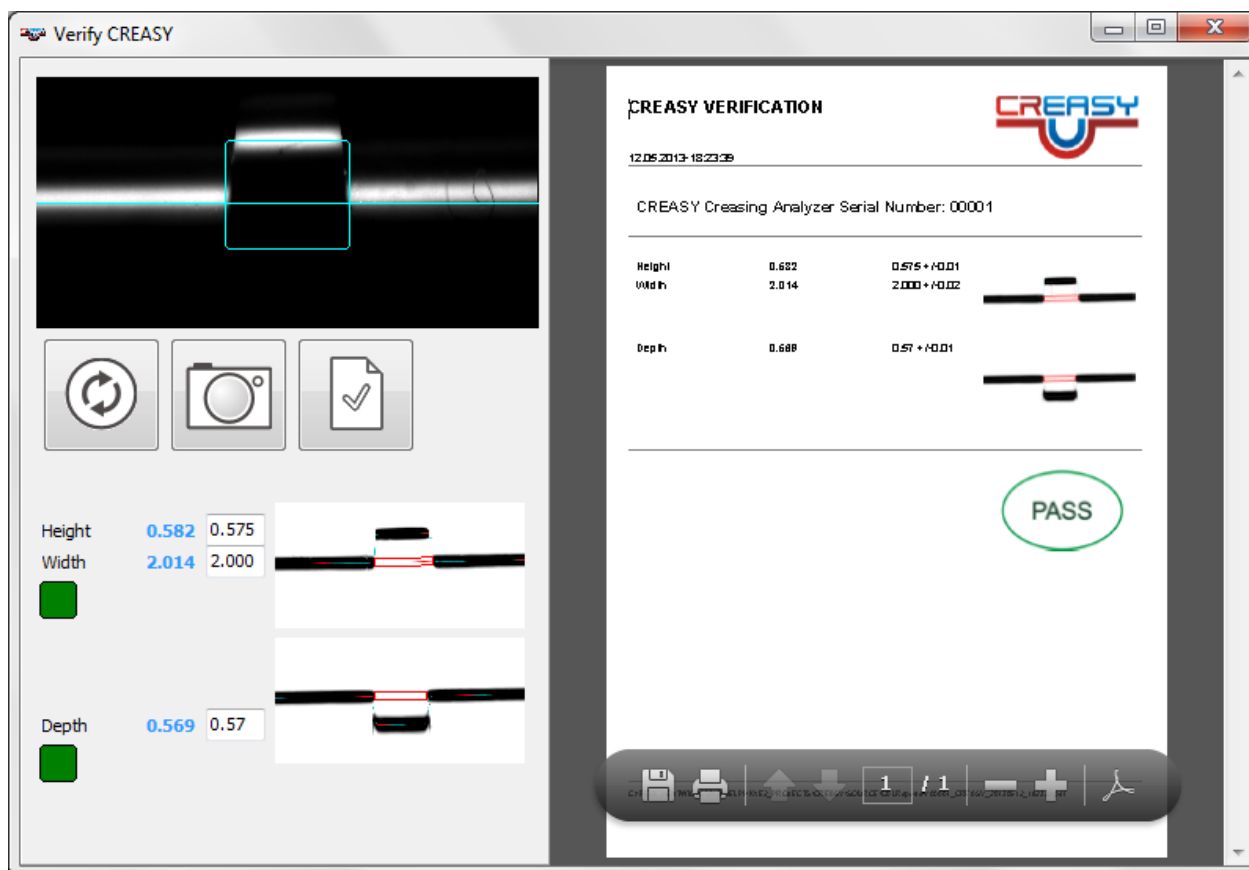 Verify CREASY
Height 0.582 0.575
Width 2.014 2.000
Depth 0.569 0.57
CREASY VERIFICATION
CREASY
12.05.2013-18:23:39
CREASY Creasing Analyzer Serial Number: 00001
Height 0.582 0.575 +/-0.01
Width 2.014 2.000 +/-0.02
Depth 0.569 0.57 +/-0.01
PASS
1 / 1